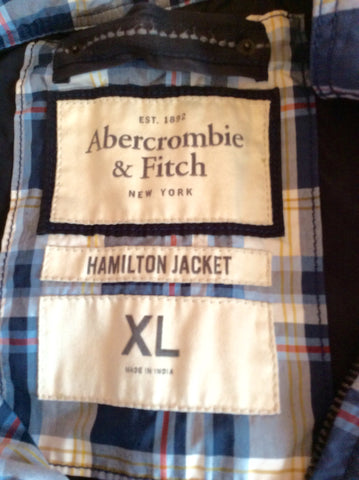 EST. 1892
Abercrombie
& Fitch
NEW YORK
HAMILTON JACKET
XL
MADE IN INDIA